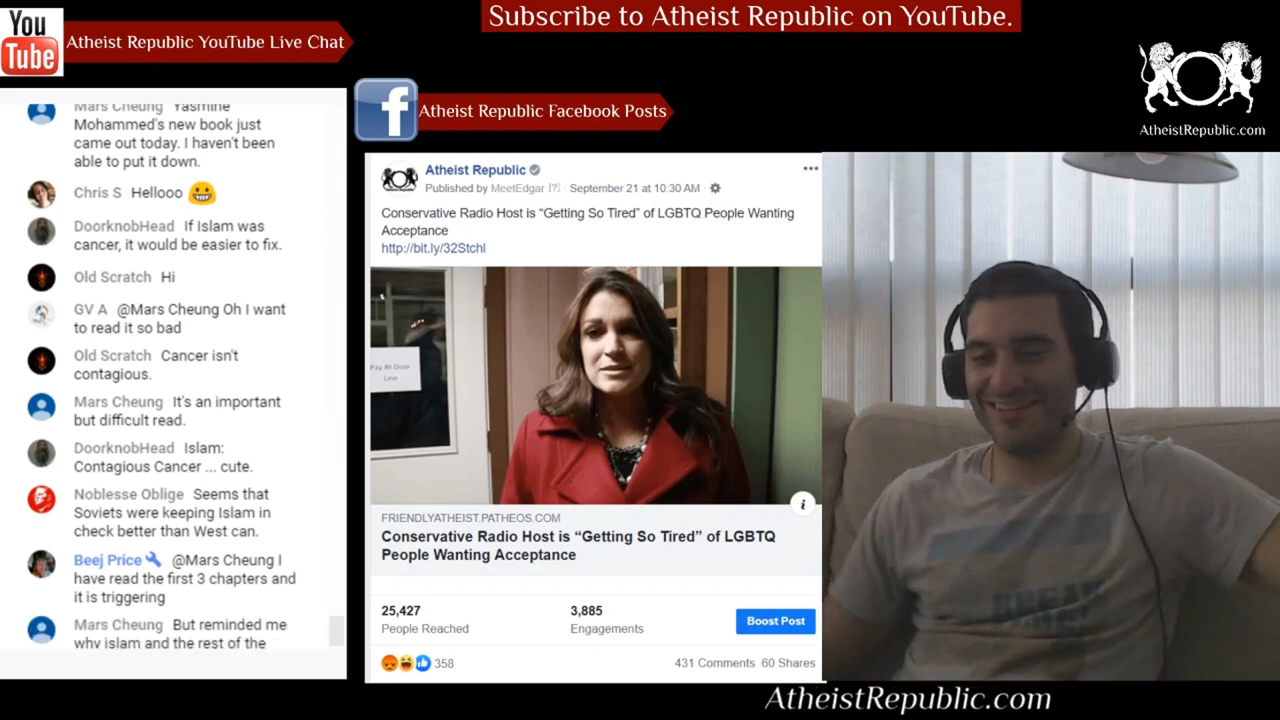 You
Tube
Atheist Republic YouTube Live Chat
Subscribe to Atheist Republic on YouTube.
AtheistRepublic.com
Mars Cheung Yasmine
Mohammed's new book just
came out today. I haven't been
able to put it down.
Chris S Hellooo 😀
DoorknobHead If Islam was
cancer, it would be easier to fix.
Old Scratch Hi
GV A @Mars Cheung Oh I want
to read it so bad
Old Scratch Cancer isn't
contagious.
Mars Cheung It's an important
but difficult read.
DoorknobHead Islam:
Contagious Cancer ... cute.
Noblesse Oblige Seems that
Soviets were keeping Islam in
check better than West can.
Beej Price @Mars Cheung I
have read the first 3 chapters and
it is triggering
Mars Cheung But reminded me
why islam and the rest of the
f
Atheist Republic Facebook Posts
Atheist Republic
Published by MeetEdgar [?] · September 21 at 10:30 AM ·
Conservative Radio Host is “Getting So Tired” of LGBTQ People Wanting
Acceptance
http://bit.ly/32Stchl
Pay At Door
Line
i
FRIENDLYATHEIST.PATHEOS.COM
Conservative Radio Host is “Getting So Tired” of LGBTQ
People Wanting Acceptance
25,427
People Reached
3,885
Engagements
Boost Post
358
431 Comments 60 Shares
AtheistRepublic.com